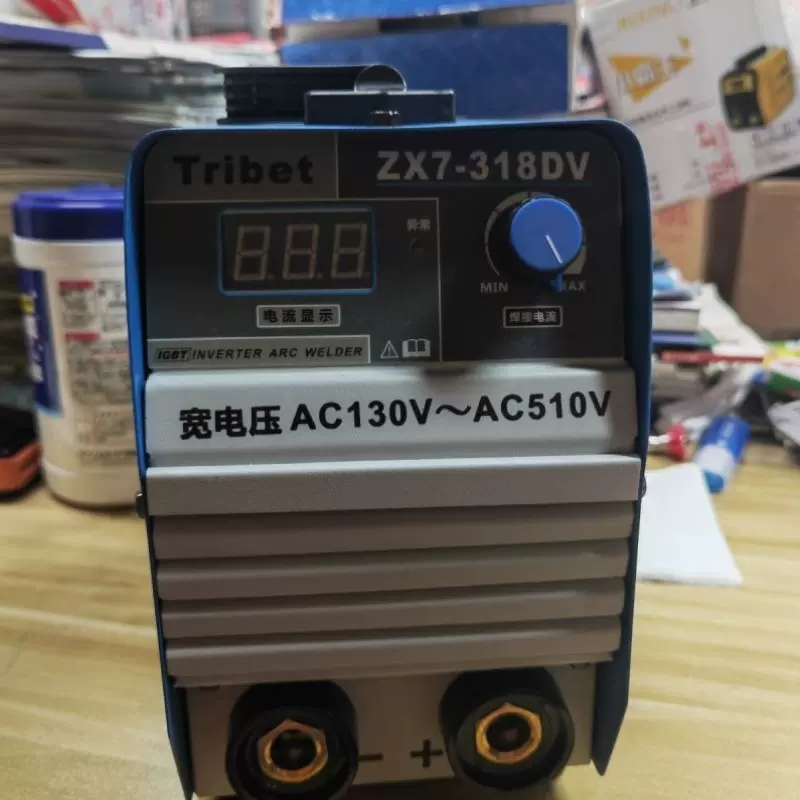 Tribet
ZX7-318DV
异常
MIN
MAX
电流显示
焊接电流
IGBT INVERTER ARC WELDER
宽电压 AC130V～AC510V
- +